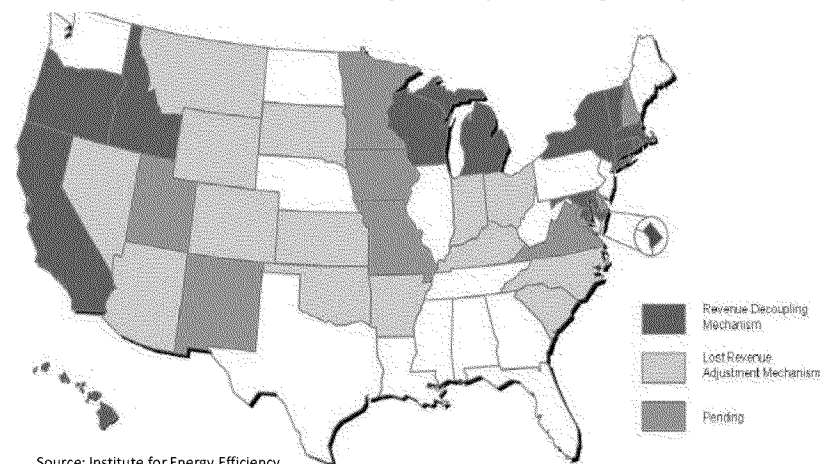 Revenue Decoupling
Mechanism
Lost Revenue
Adjustment Mechanism
Pending
Source: Institute for Energy Efficiency